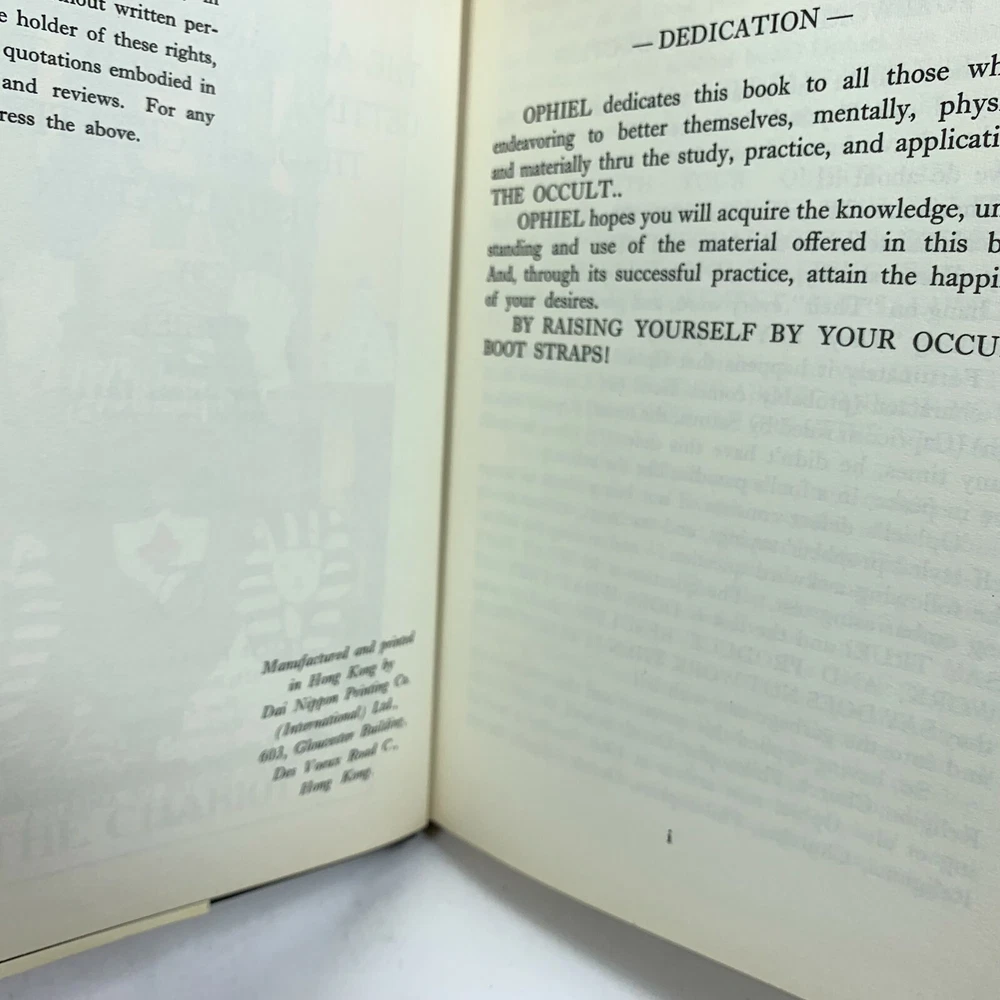 out written per-
e holder of these rights,
quotations embodied in
and reviews. For any
ress the above.
Manufactured and printed
in Hong Kong by
Dai Nippon Printing Co.
(International) Ltd.,
603, Gloucester Building,
Des Voeux Road C.,
Hong Kong.
— DEDICATION —
OPHIEL dedicates this book to all those wh
endeavoring to better themselves, mentally, physi
and materially thru the study, practice, and applicati
THE OCCULT..
OPHIEL hopes you will acquire the knowledge, un
standing and use of the material offered in this b
And, through its successful practice, attain the happi
of your desires.
BY RAISING YOURSELF BY YOUR OCCU
BOOT STRAPS!
i